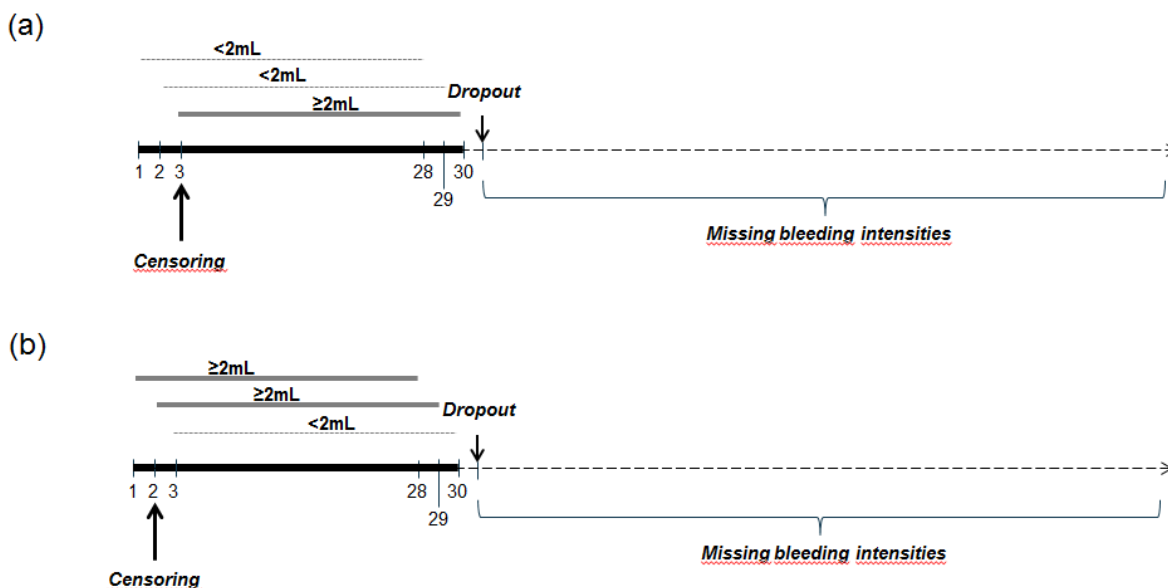 (a)
<2mL
<2mL
Dropout
≥2mL
1 2 3 28 30
29
Missing bleeding intensities
Censoring
(b)
≥2mL
≥2mL
Dropout
<2mL
1 2 3 28 30
29
Missing bleeding intensities
Censoring